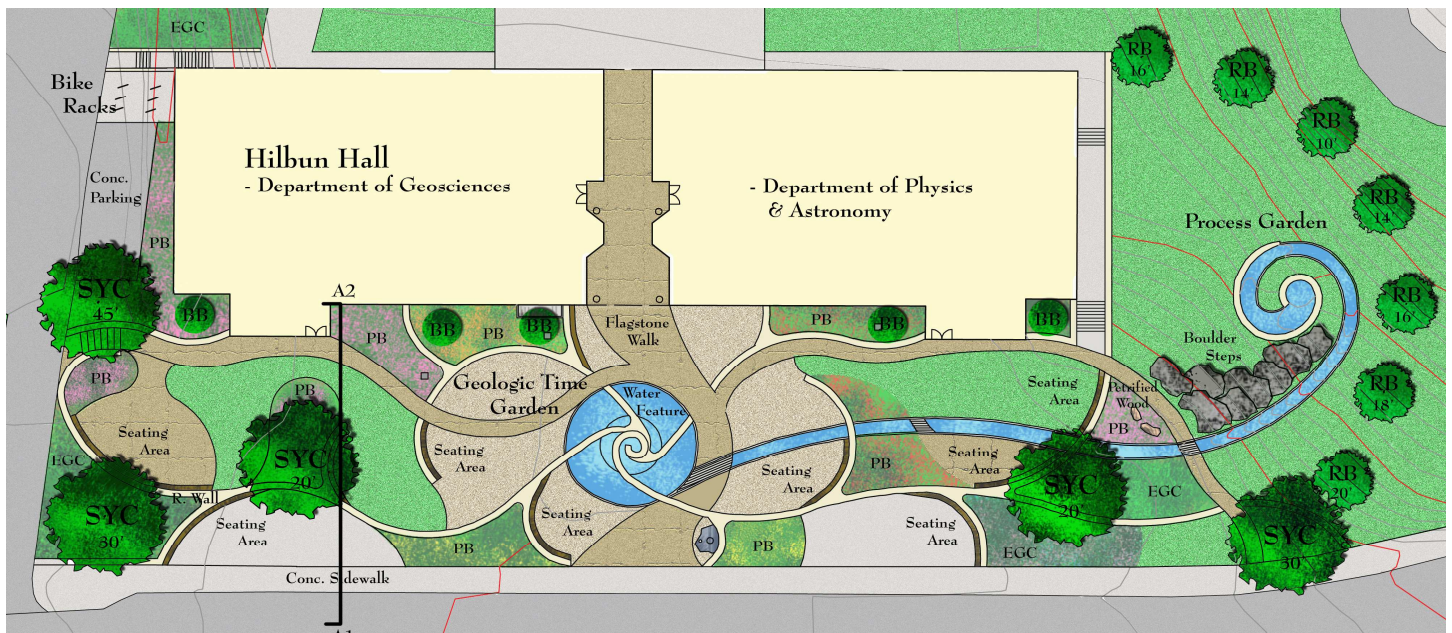 EGC
Bike
Racks
Conc.
Parking
PB
Hilbun Hall
- Department of Geosciences
- Department of Physics
& Astronomy
RB
16'
RB
14'
RB
10'
RB
14'
RB
16'
RB
18'
RB
20'
Process Garden
Boulder
Steps
SYC
45'
BB
A2
PB
BB
PB
BB
Flagstone
Walk
PB
BB
BB
PB
PB
Geologic Time
Garden
Water
Feature
Seating
Area
Petrified
Wood
PB
Seating
Area
EGC
SYC
30'
R. Wall
SYC
20'
Seating
Area
Seating
Area
Seating
Area
Seating
Area
PB
Seating
Area
SYC
20'
EGC
SYC
30'
PB
PB
Seating
Area
EGC
Conc. Sidewalk
A1